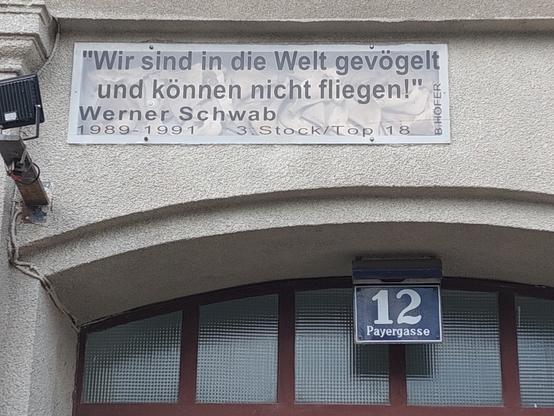 "Wir sind in die Welt gevögelt
und können nicht fliegen!"
Werner Schwab
1989-1991 3.Stock/Top 18
B.HOFER
12
Payergasse